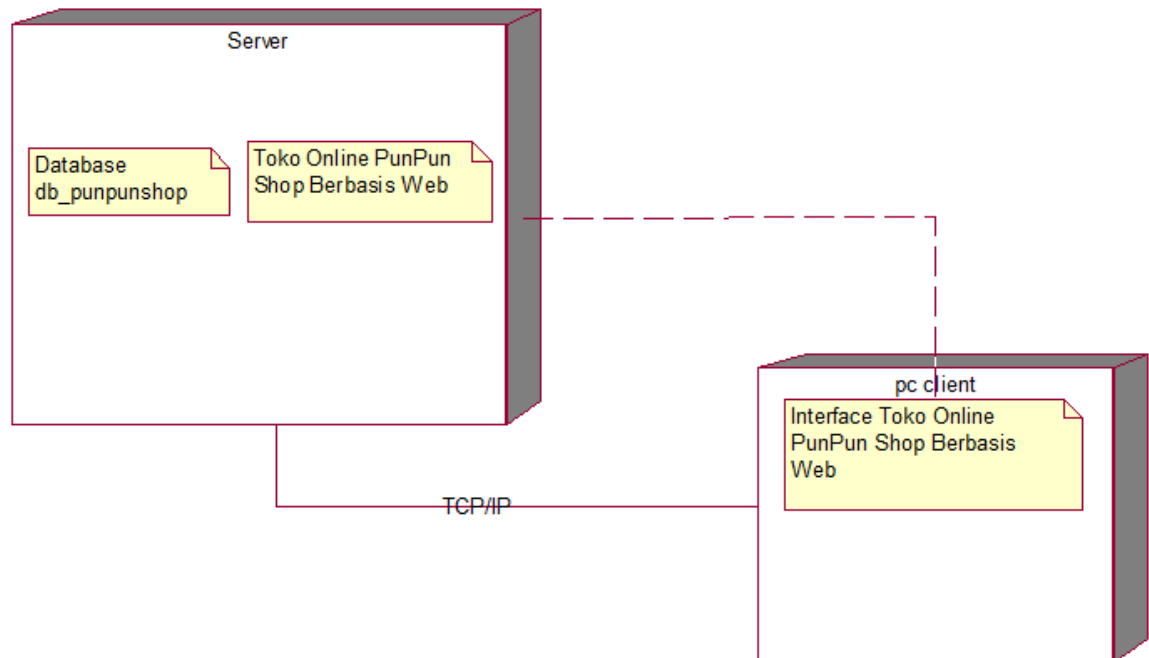 Server
Database
db_punpunshop
Toko Online PunPun
Shop Berbasis Web
pc client
Interface Toko Online
PunPun Shop Berbasis
Web
TCP/IP